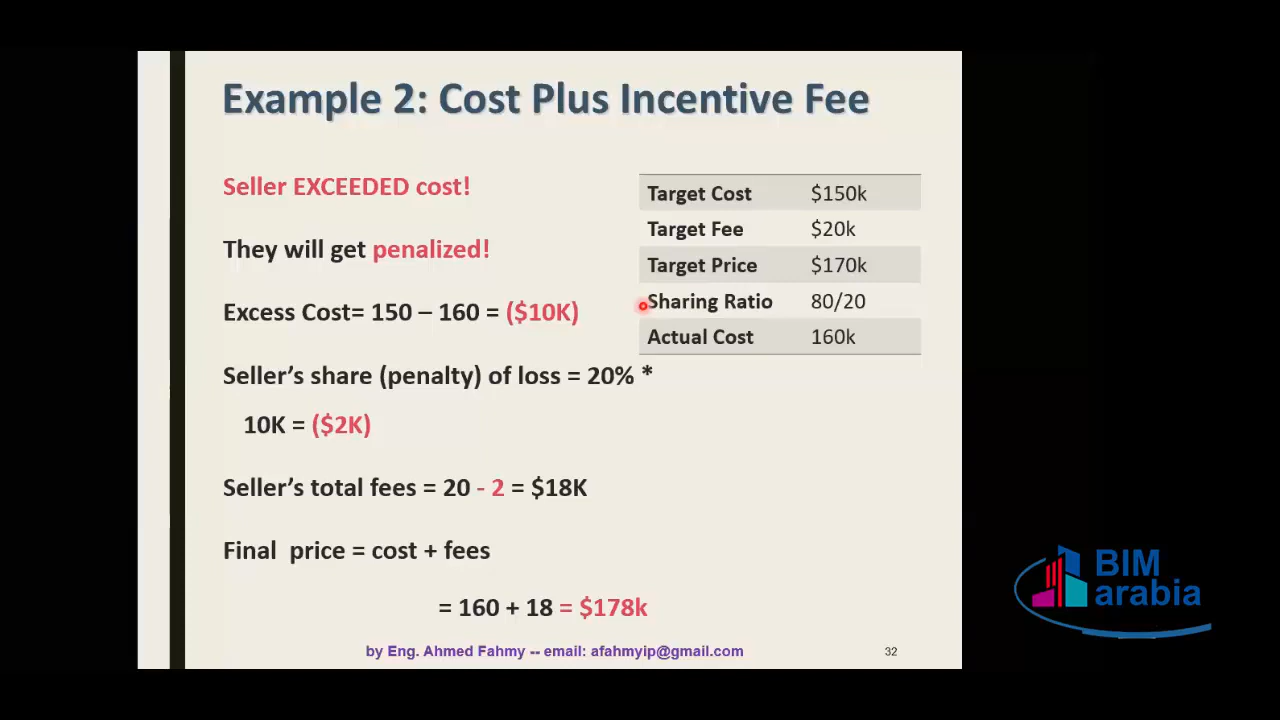 Example 2: Cost Plus Incentive Fee
Seller EXCEEDED cost!
They will get penalized!
Excess Cost= 150 – 160 = ($10K)
Seller’s share (penalty) of loss = 20% *
10K = ($2K)
Seller’s total fees = 20 - 2 = $18K
Final price = cost + fees
= 160 + 18 = $178k
Target Cost $150k
Target Fee $20k
Target Price $170k
Sharing Ratio 80/20
Actual Cost 160k
by Eng. Ahmed Fahmy -- email: afahmyip@gmail.com
32
BIM
arabia